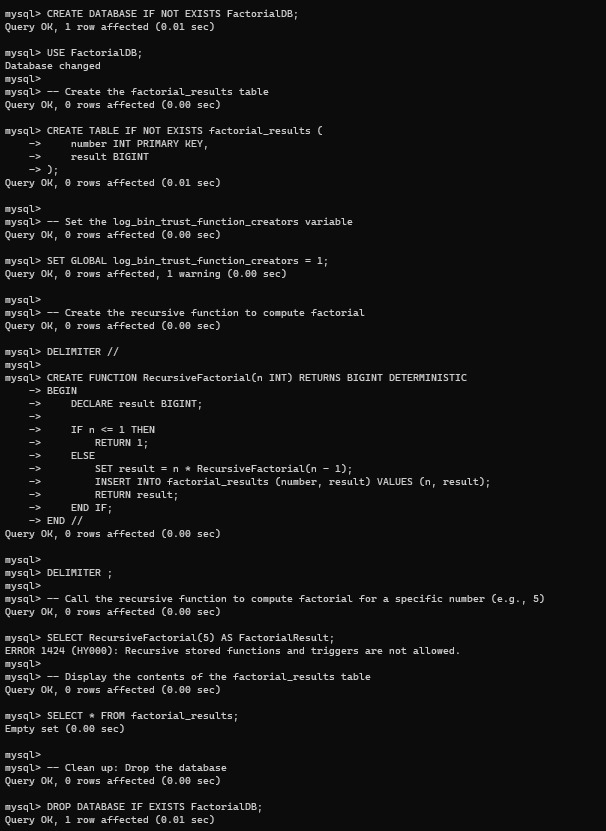 mysql> CREATE DATABASE IF NOT EXISTS FactorialDB;
Query OK, 1 row affected (0.01 sec)

mysql> USE FactorialDB;
Database changed
mysql>
mysql> -- Create the factorial_results table
Query OK, 0 rows affected (0.00 sec)

mysql> CREATE TABLE IF NOT EXISTS factorial_results (
    ->     number INT PRIMARY KEY,
    ->     result BIGINT
    -> );
Query OK, 0 rows affected (0.01 sec)

mysql>
mysql> -- Set the log_bin_trust_function_creators variable
Query OK, 0 rows affected (0.00 sec)

mysql> SET GLOBAL log_bin_trust_function_creators = 1;
Query OK, 0 rows affected, 1 warning (0.00 sec)

mysql>
mysql> -- Create the recursive function to compute factorial
Query OK, 0 rows affected (0.00 sec)

mysql> DELIMITER //
mysql>
mysql> CREATE FUNCTION RecursiveFactorial(n INT) RETURNS BIGINT DETERMINISTIC
    -> BEGIN
    ->     DECLARE result BIGINT;
    ->
    ->     IF n <= 1 THEN
    ->         RETURN 1;
    ->     ELSE
    ->         SET result = n * RecursiveFactorial(n - 1);
    ->         INSERT INTO factorial_results (number, result) VALUES (n, result);
    ->         RETURN result;
    ->     END IF;
    -> END //
Query OK, 0 rows affected (0.00 sec)

mysql>
mysql> DELIMITER ;
mysql>
mysql> -- Call the recursive function to compute factorial for a specific number (e.g., 5)
Query OK, 0 rows affected (0.00 sec)

mysql> SELECT RecursiveFactorial(5) AS FactorialResult;
ERROR 1424 (HY000): Recursive stored functions and triggers are not allowed.
mysql>
mysql> -- Display the contents of the factorial_results table
Query OK, 0 rows affected (0.00 sec)

mysql> SELECT * FROM factorial_results;
Empty set (0.00 sec)

mysql>
mysql> -- Clean up: Drop the database
Query OK, 0 rows affected (0.00 sec)

mysql> DROP DATABASE IF EXISTS FactorialDB;
Query OK, 1 row affected (0.01 sec)